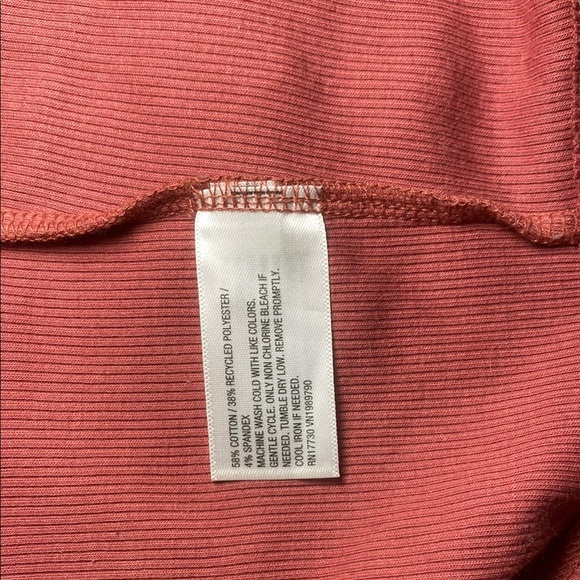 58% COTTON / 38% RECYCLED POLYESTER /
4% SPANDEX
MACHINE WASH COLD WITH LIKE COLORS.
GENTLE CYCLE. ONLY NON CHLORINE BLEACH IF
NEEDED. TUMBLE DRY LOW. REMOVE PROMPTLY.
COOL IRON IF NEEDED.
RN17730 VN1989790